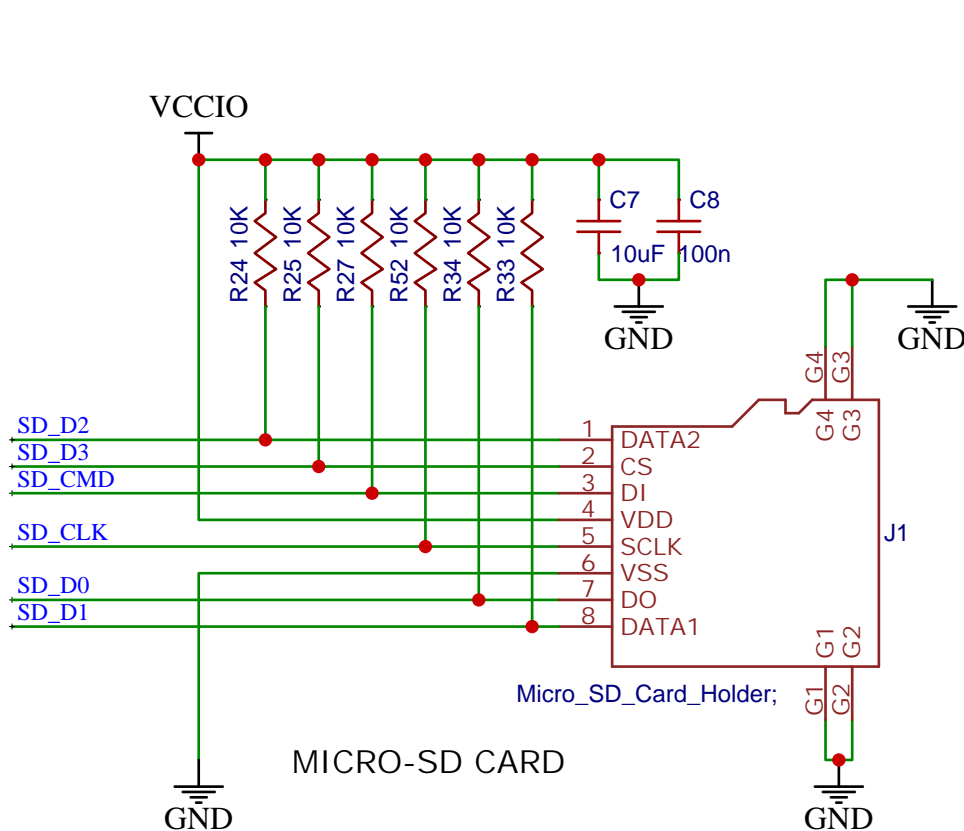 VCCIO
R24 10K
R25 10K
R27 10K
R52 10K
R34 10K
R33 10K
C7
10uF
C8
100n
GND
GND
G4
G3
G4
G3
SD_D2
1
DATA2
SD_D3
2
CS
SD_CMD
3
DI
4
VDD
SD_CLK
5
SCLK
J1
6
VSS
SD_D0
7
DO
SD_D1
8
DATA1
G1
G2
G1
G2
Micro_SD_Card_Holder;
MICRO-SD CARD
GND
GND